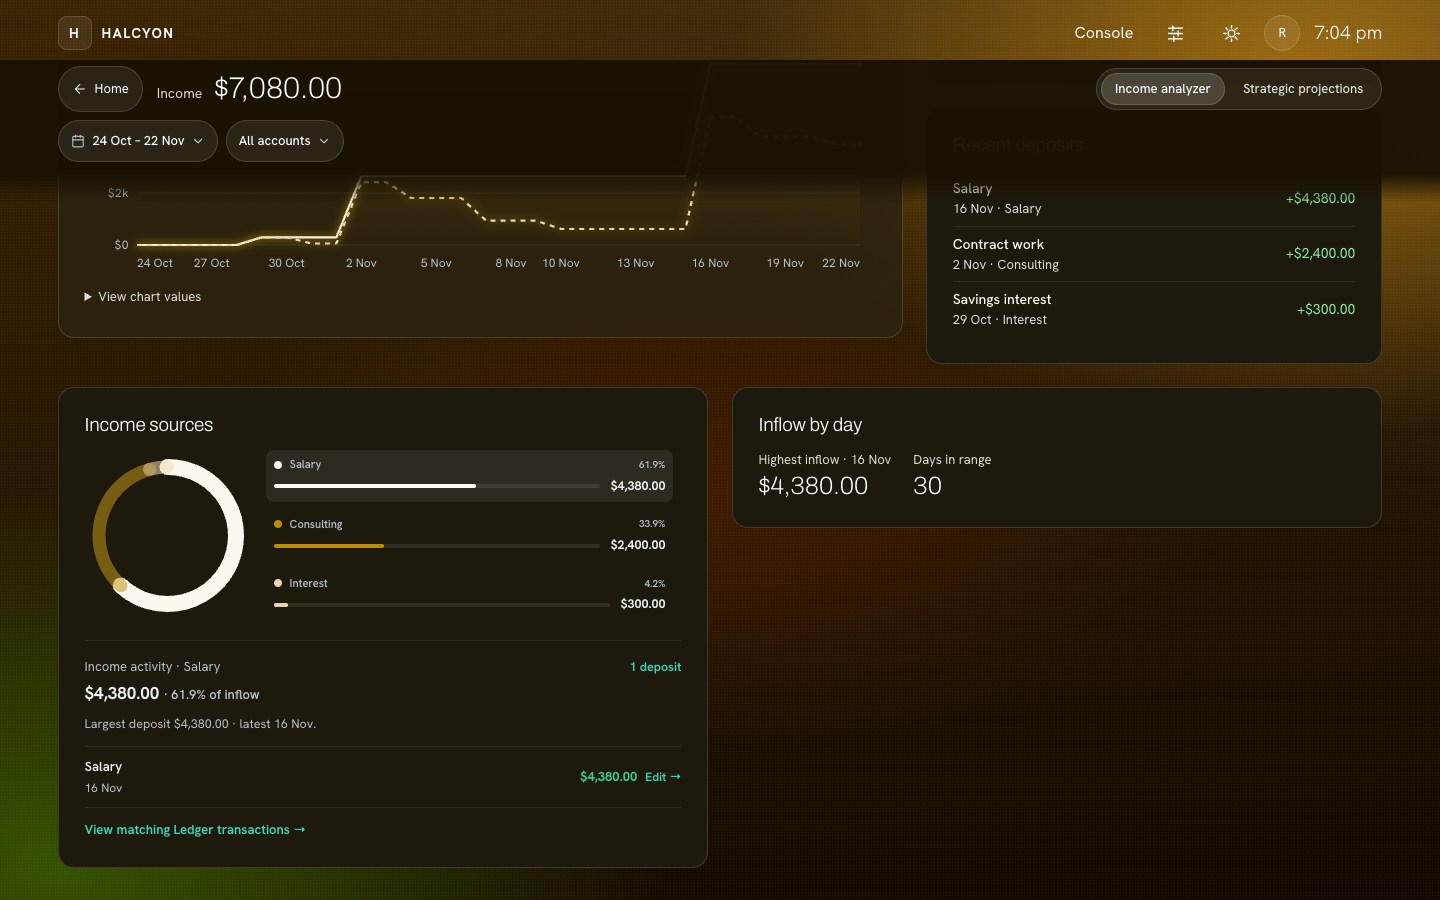 H HALCYON
Console
R
7:04 pm
Home
Income $7,080.00
Income analyzer
Strategic projections
24 Oct – 22 Nov
All accounts
Recent deposits
$2k
$0
24 Oct 27 Oct 30 Oct 2 Nov 5 Nov 8 Nov 10 Nov 13 Nov 16 Nov 19 Nov 22 Nov
View chart values
Salary
16 Nov · Salary
+$4,380.00
Contract work
2 Nov · Consulting
+$2,400.00
Savings interest
29 Oct · Interest
+$300.00
Income sources
Salary 61.9%
$4,380.00
Consulting 33.9%
$2,400.00
Interest 4.2%
$300.00
Income activity · Salary
1 deposit
$4,380.00 · 61.9% of inflow
Largest deposit $4,380.00 · latest 16 Nov.
Salary
16 Nov
$4,380.00 Edit →
View matching Ledger transactions →
Inflow by day
Highest inflow · 16 Nov
$4,380.00
Days in range
30